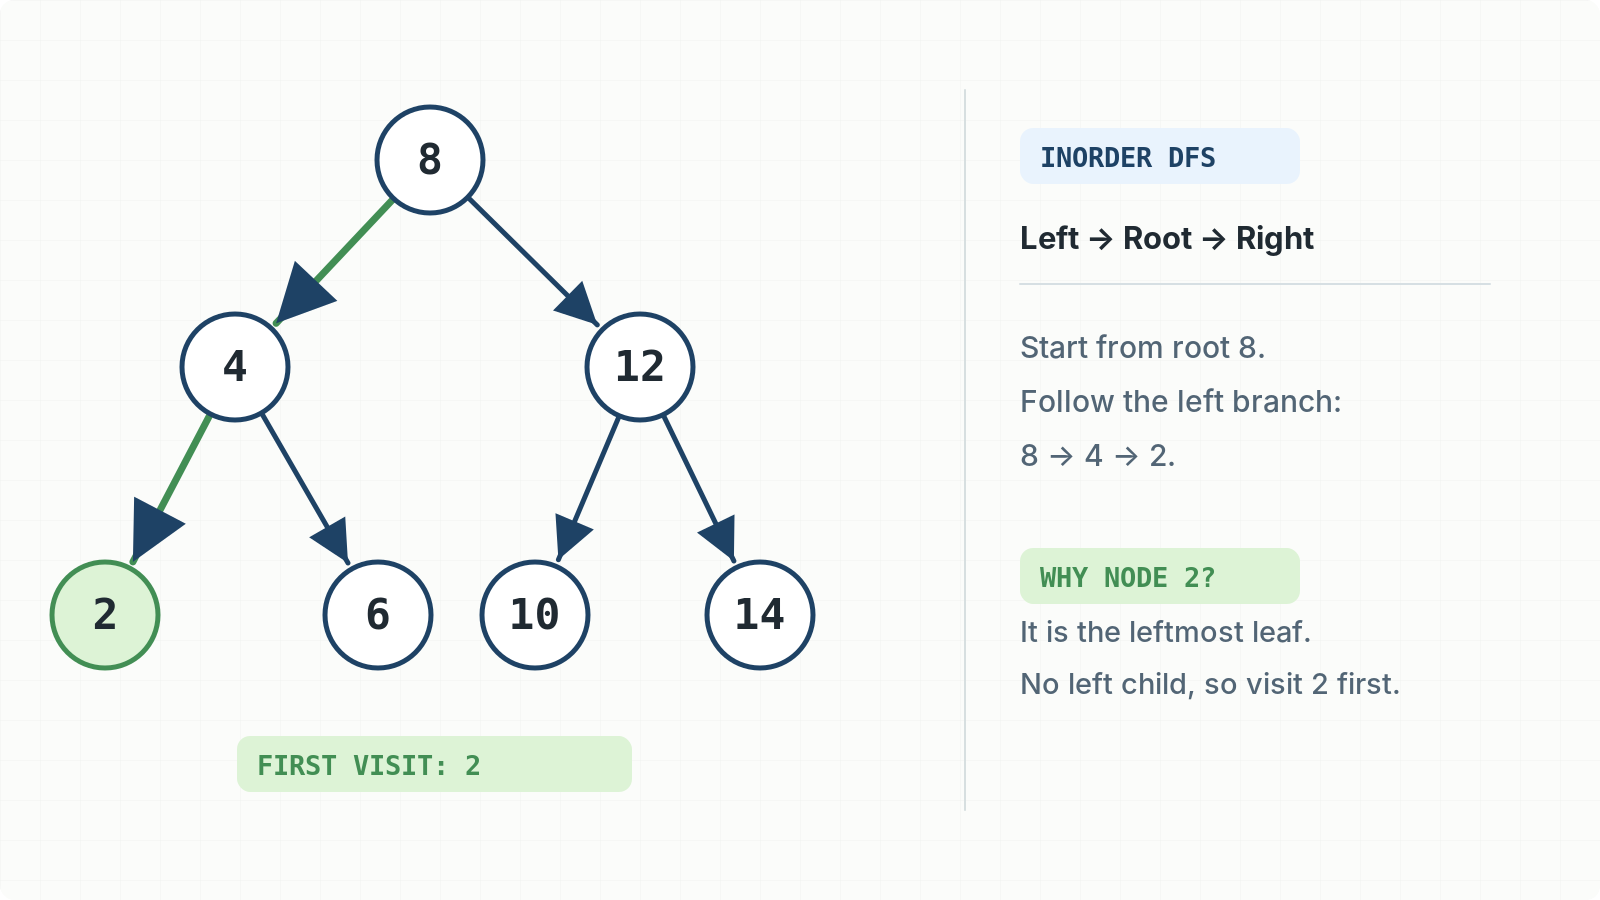 8
4
12
2
6
10
14
FIRST VISIT: 2
INORDER DFS
Left → Root → Right
Start from root 8.
Follow the left branch:
8 → 4 → 2.
WHY NODE 2?
It is the leftmost leaf.
No left child, so visit 2 first.